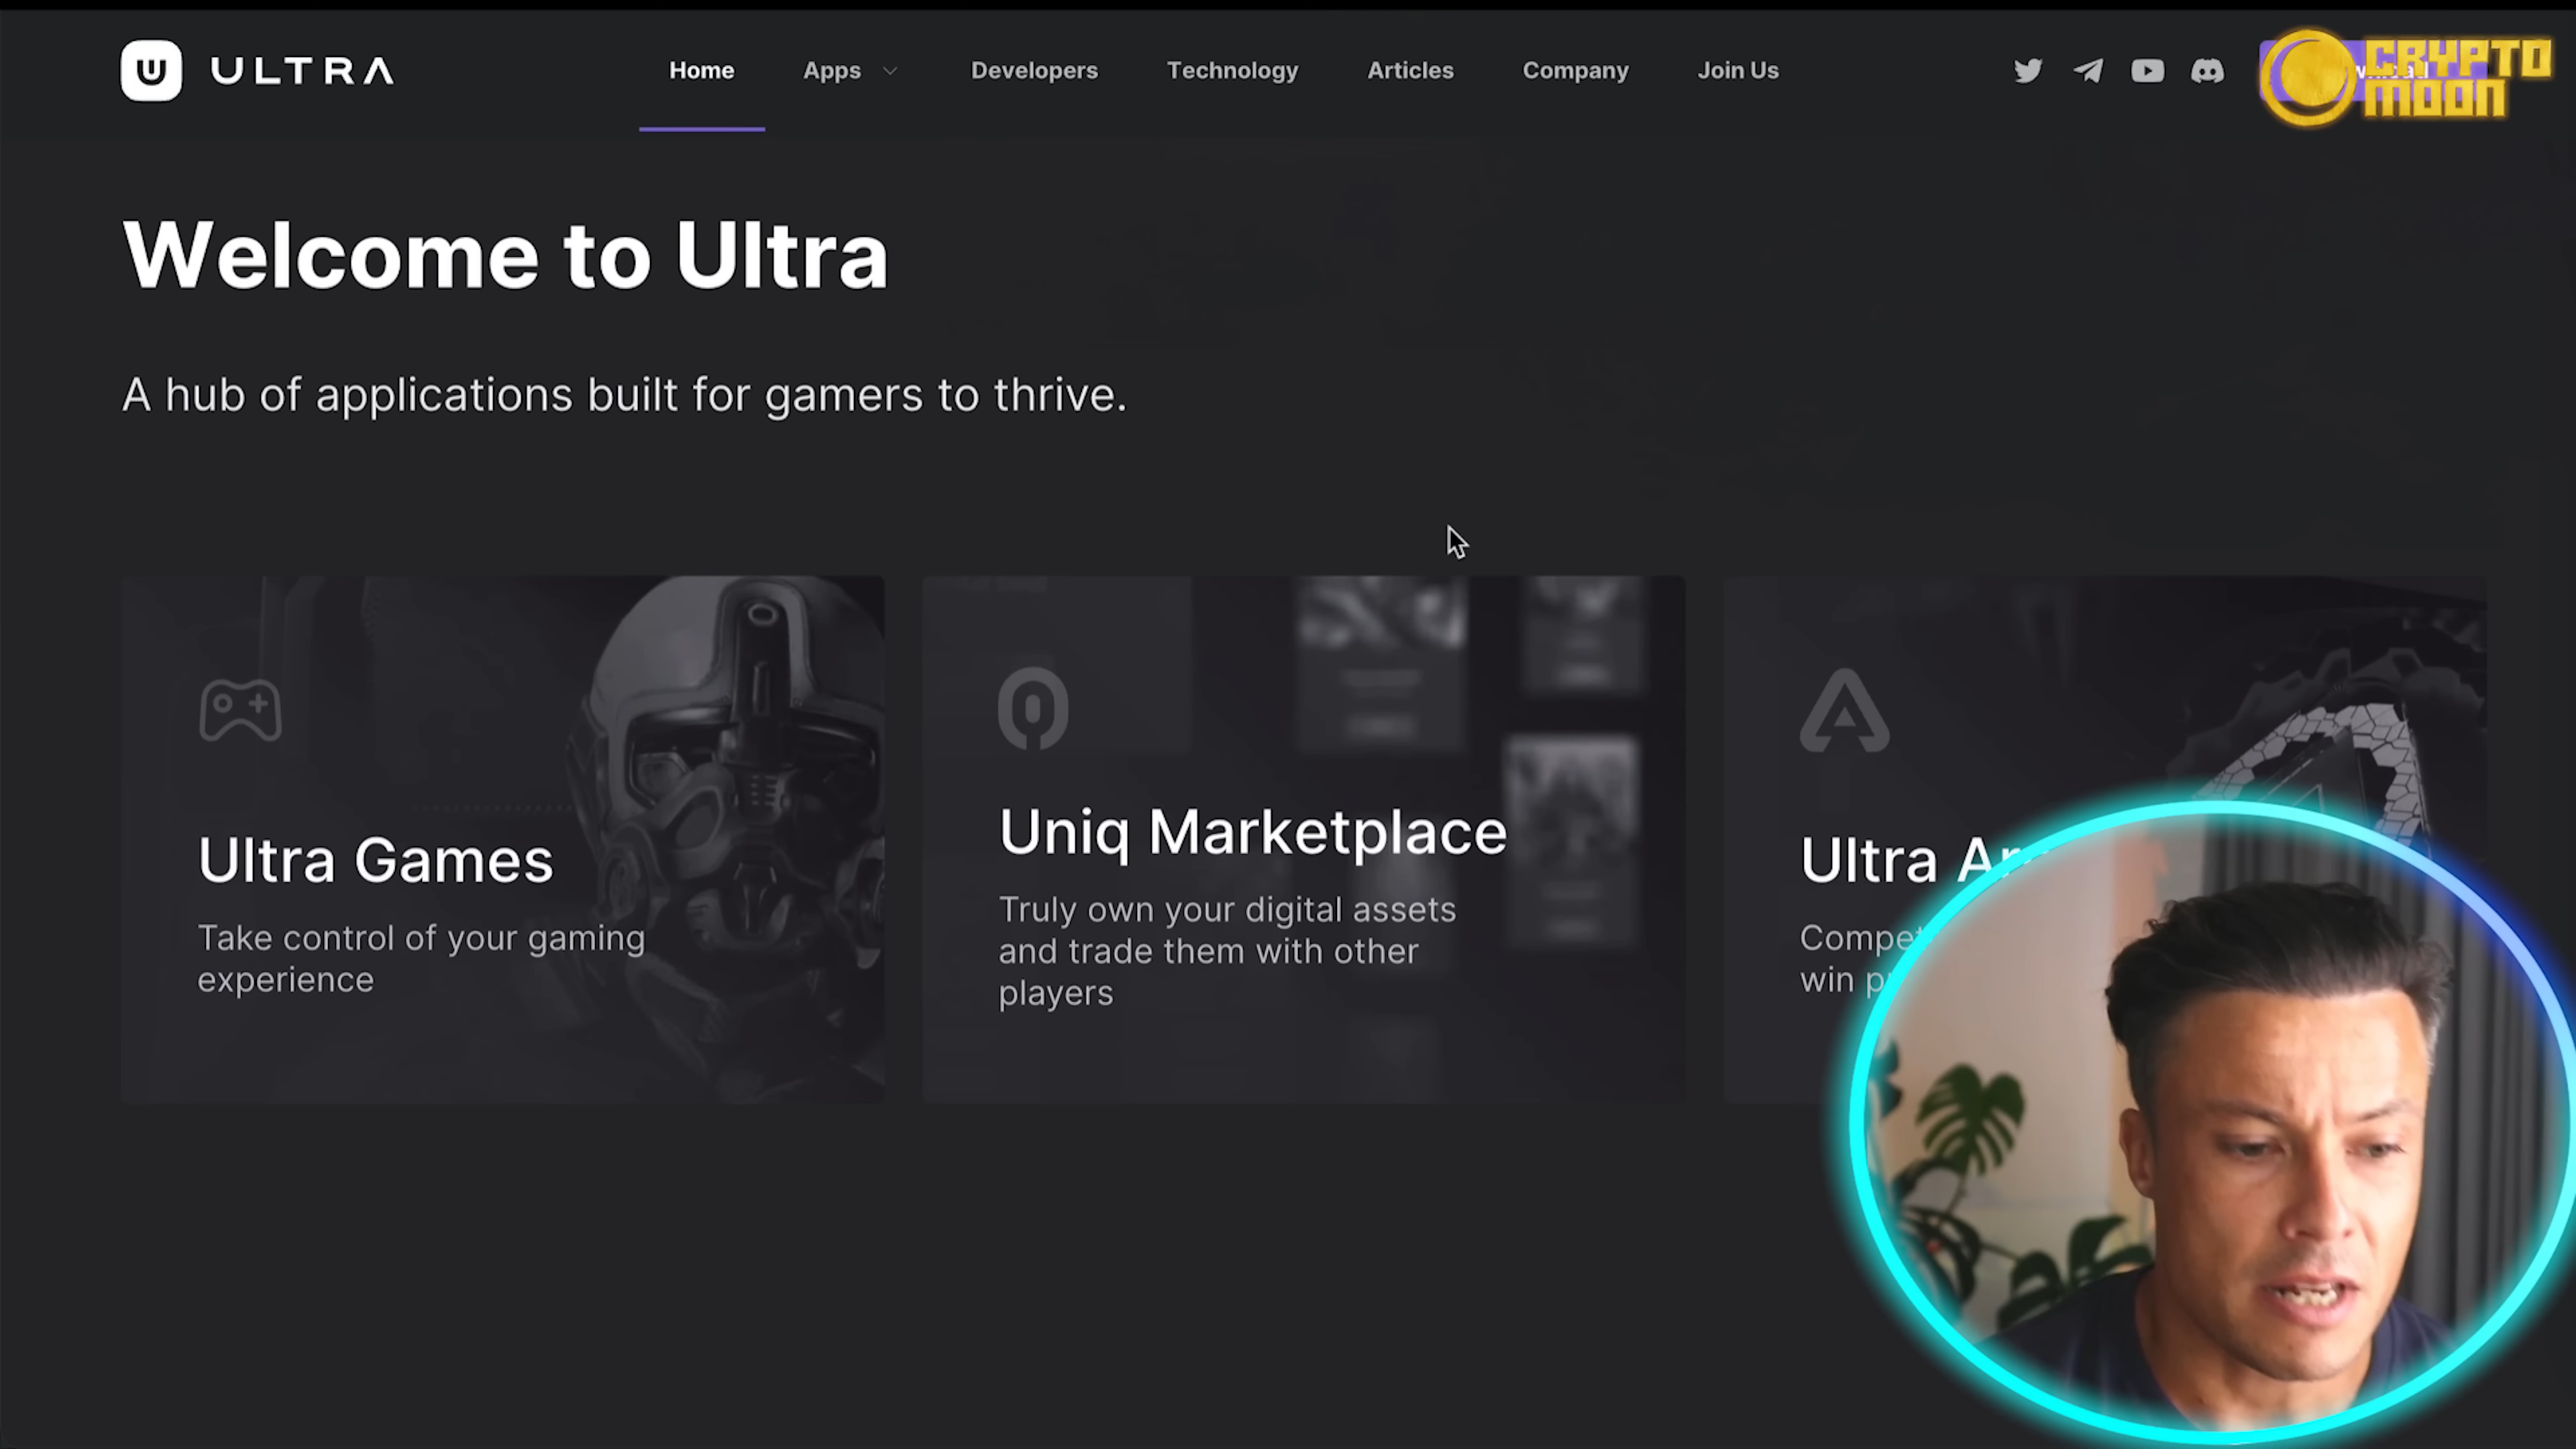 ULTRA
Home
Apps
Developers
Technology
Articles
Company
Join Us
CRYPTO
MOON
Welcome to Ultra
A hub of applications built for gamers to thrive.
Ultra Games
Take control of your gaming
experience
Uniq Marketplace
Truly own your digital assets
and trade them with other
players
Ultra
win